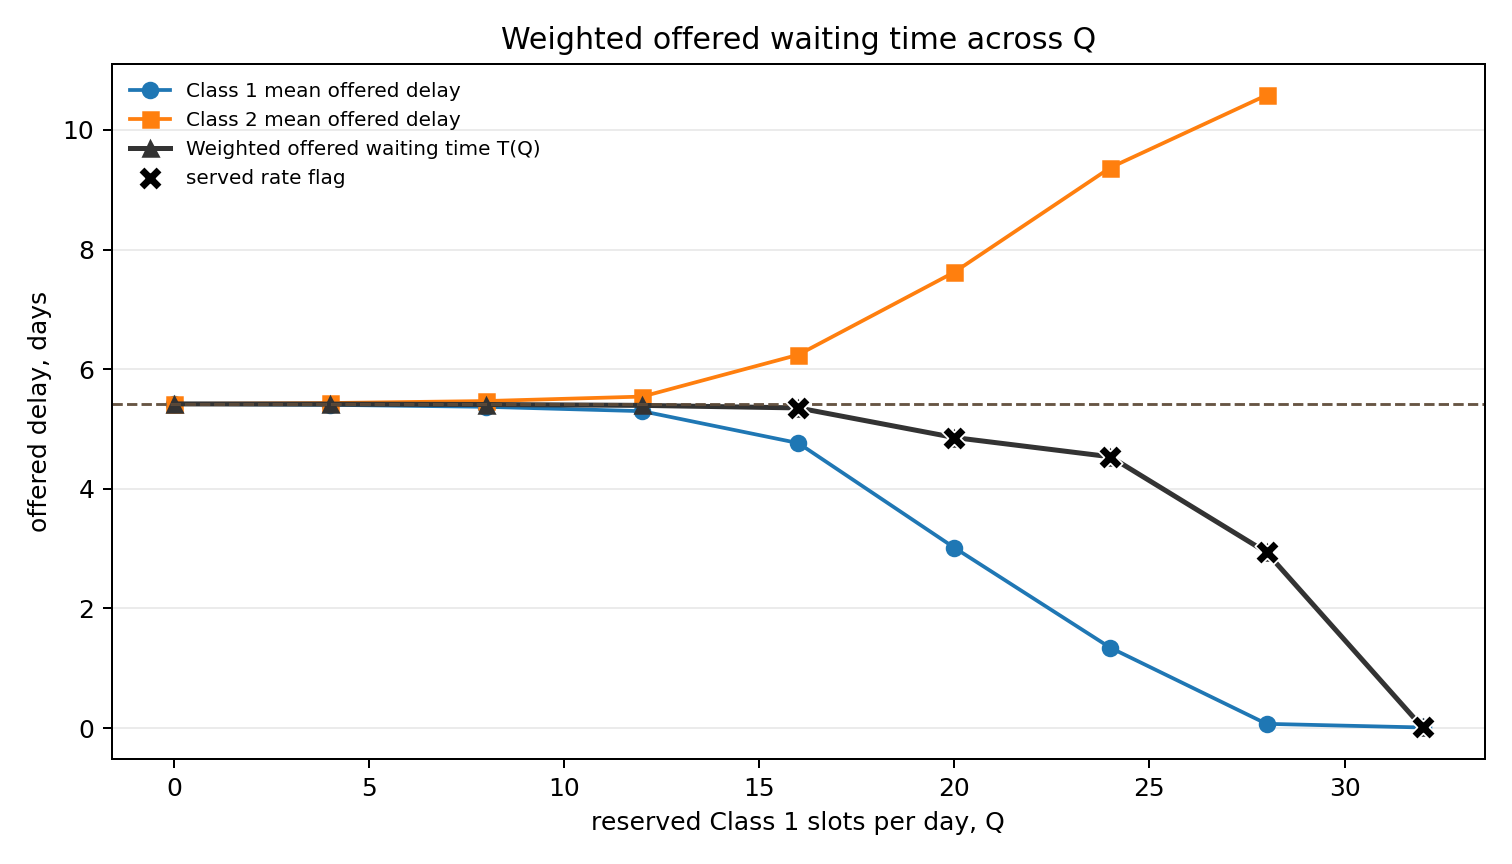 Weighted offered waiting time across Q
Class 1 mean offered delay
Class 2 mean offered delay
Weighted offered waiting time T(Q)
served rate flag
offered delay, days
10
8
6
4
2
0
0 5 10 15 20 25 30
reserved Class 1 slots per day, Q